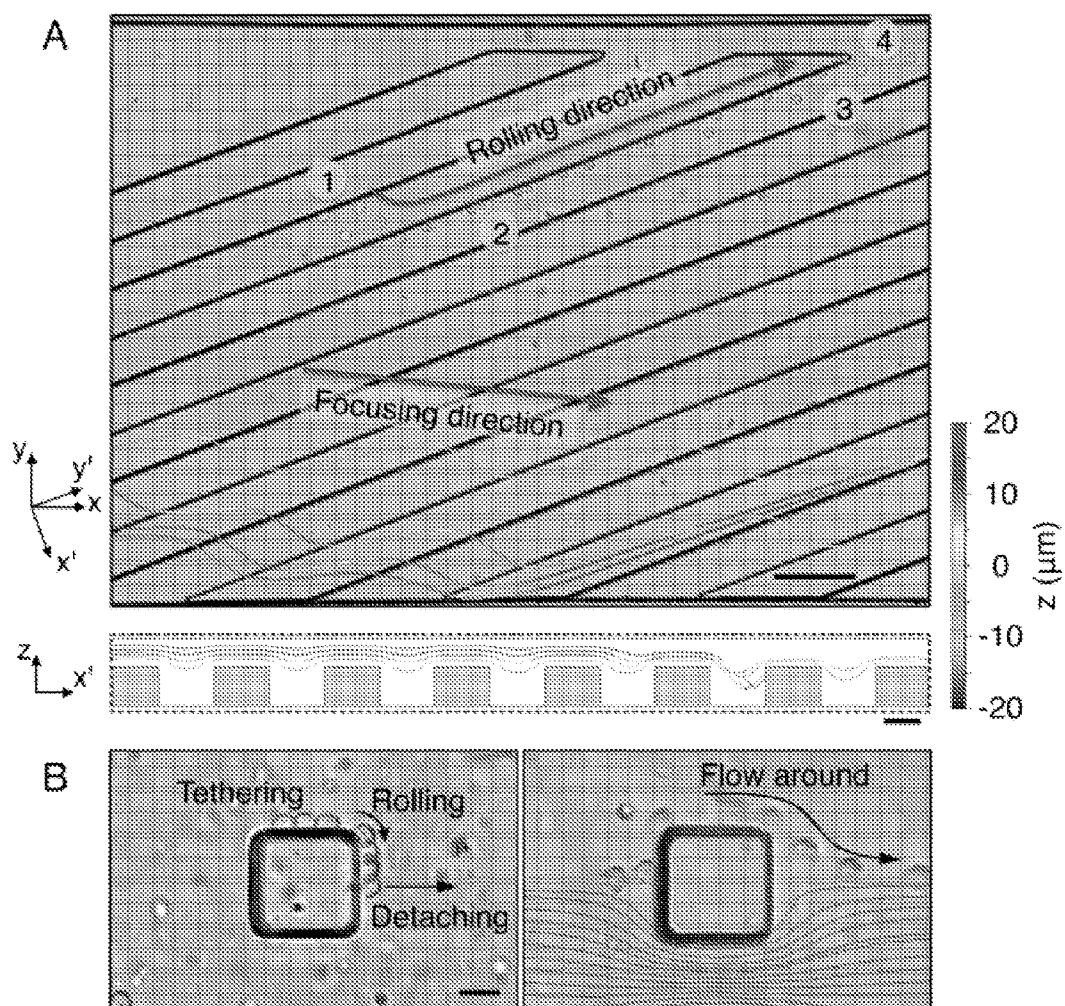 A
4
3
Rolling direction
1
2
Focusing direction
y
y'
x
x'
20
10
0
-10
-20
z (μm)
z
x'
B
Tethering
Rolling
Detaching
Flow around